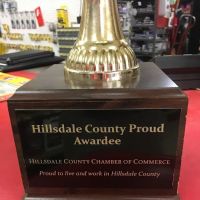 Hillsdale County Proud
Awardee
Hillsdale County Chamber of Commerce
Proud to live and work in Hillsdale County